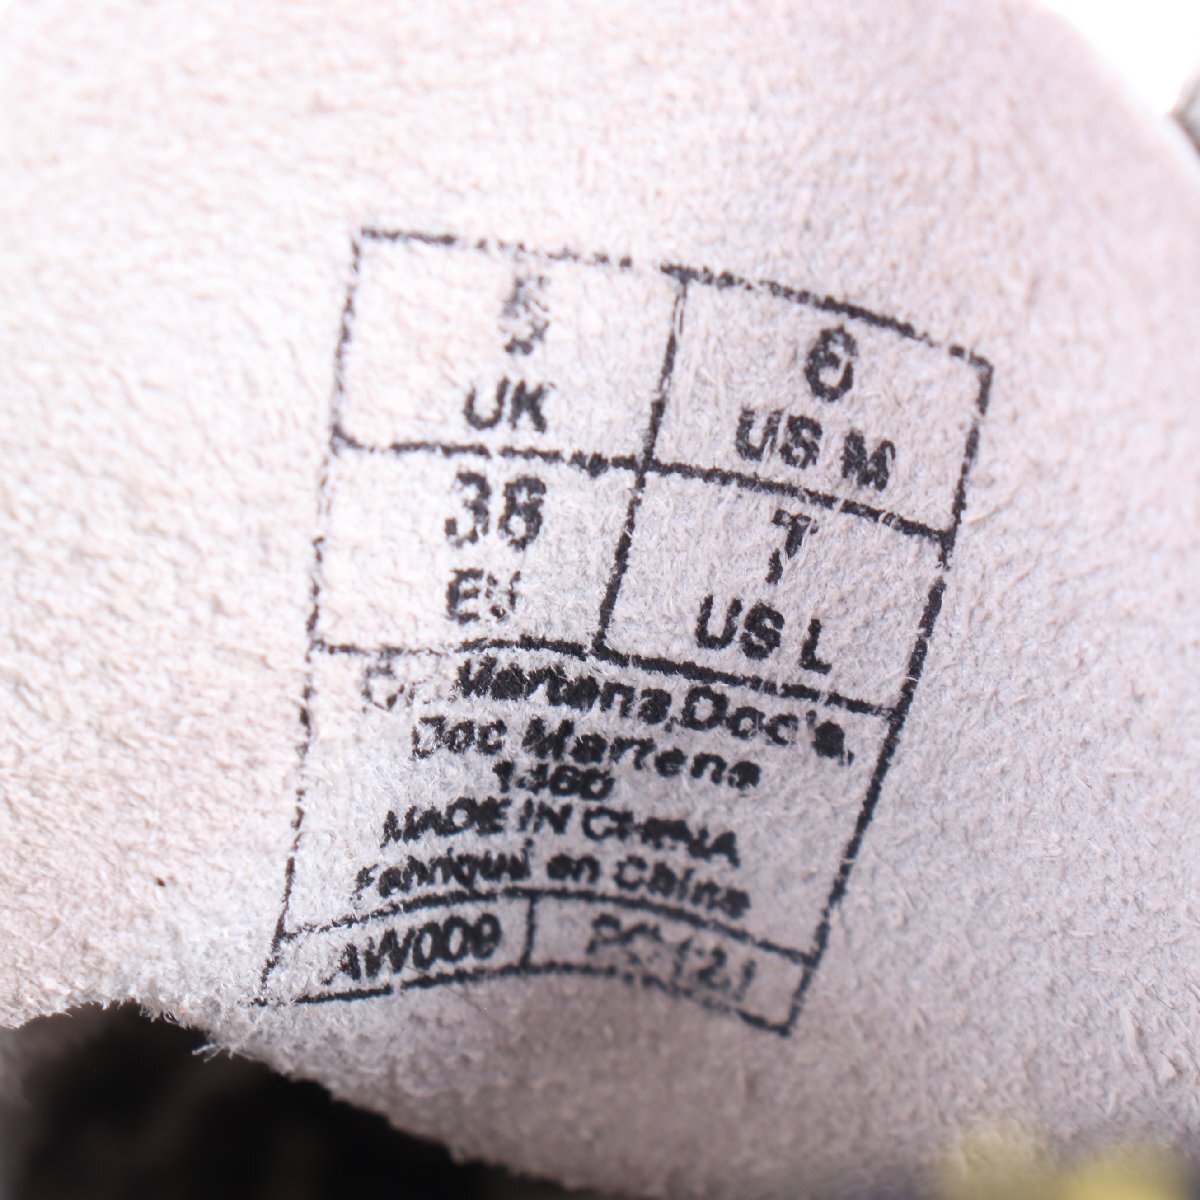 5 6
UK US M
38 7
EU US L
Dr. Martens, Doc's,
Doc Martens
1460
MADE IN CHINA
Fabriqué en Chine
AW009